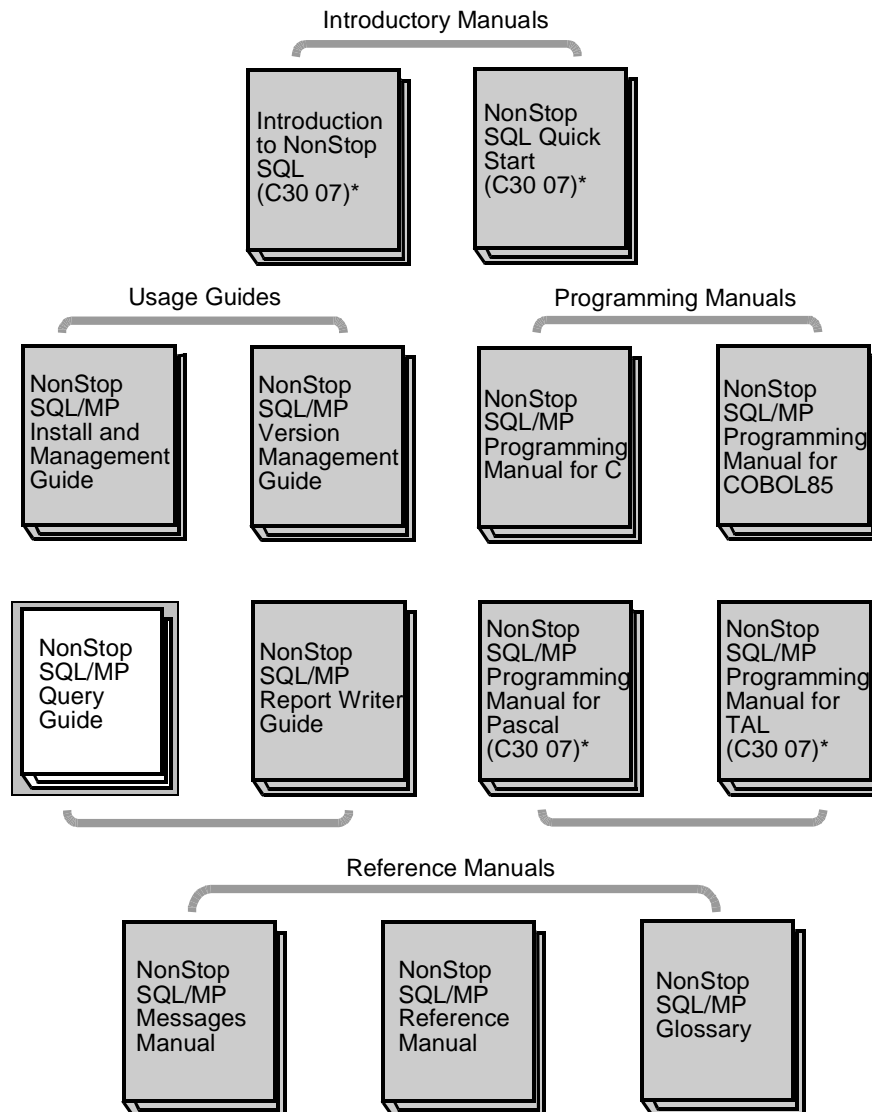 Introductory Manuals
Introduction
to NonStop
SQL
(C30 07)*
NonStop
SQL Quick
Start
(C30 07)*
Usage Guides
NonStop
SQL/MP
Install and
Management
Guide
NonStop
SQL/MP
Version
Management
Guide
NonStop
SQL/MP
Query
Guide
NonStop
SQL/MP
Report Writer
Guide
Programming Manuals
NonStop
SQL/MP
Programming
Manual for C
NonStop
SQL/MP
Programming
Manual for
COBOL85
NonStop
SQL/MP
Programming
Manual for
Pascal
(C30 07)*
NonStop
SQL/MP
Programming
Manual for
TAL
(C30 07)*
Reference Manuals
NonStop
SQL/MP
Messages
Manual
NonStop
SQL/MP
Reference
Manual
NonStop
SQL/MP
Glossary